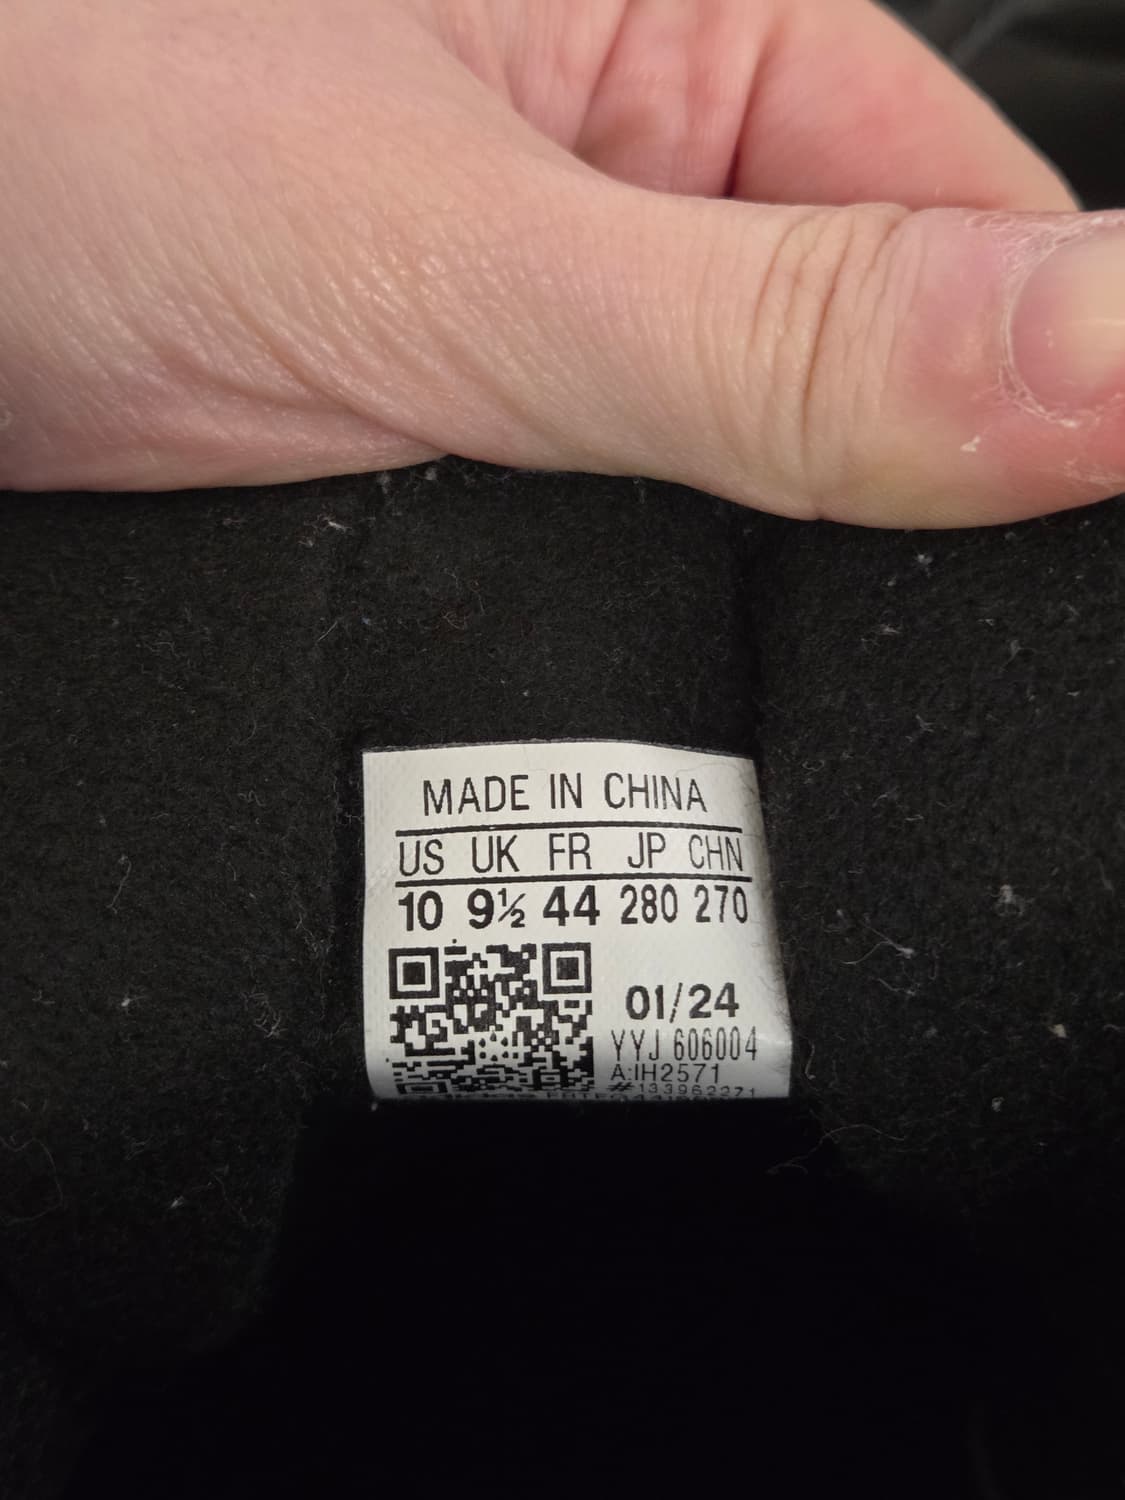 MADE IN CHINA
US UK FR JP CHN
10 9½ 44 280 270
01/24
YYJ 606004
A:IH2571
#133962271